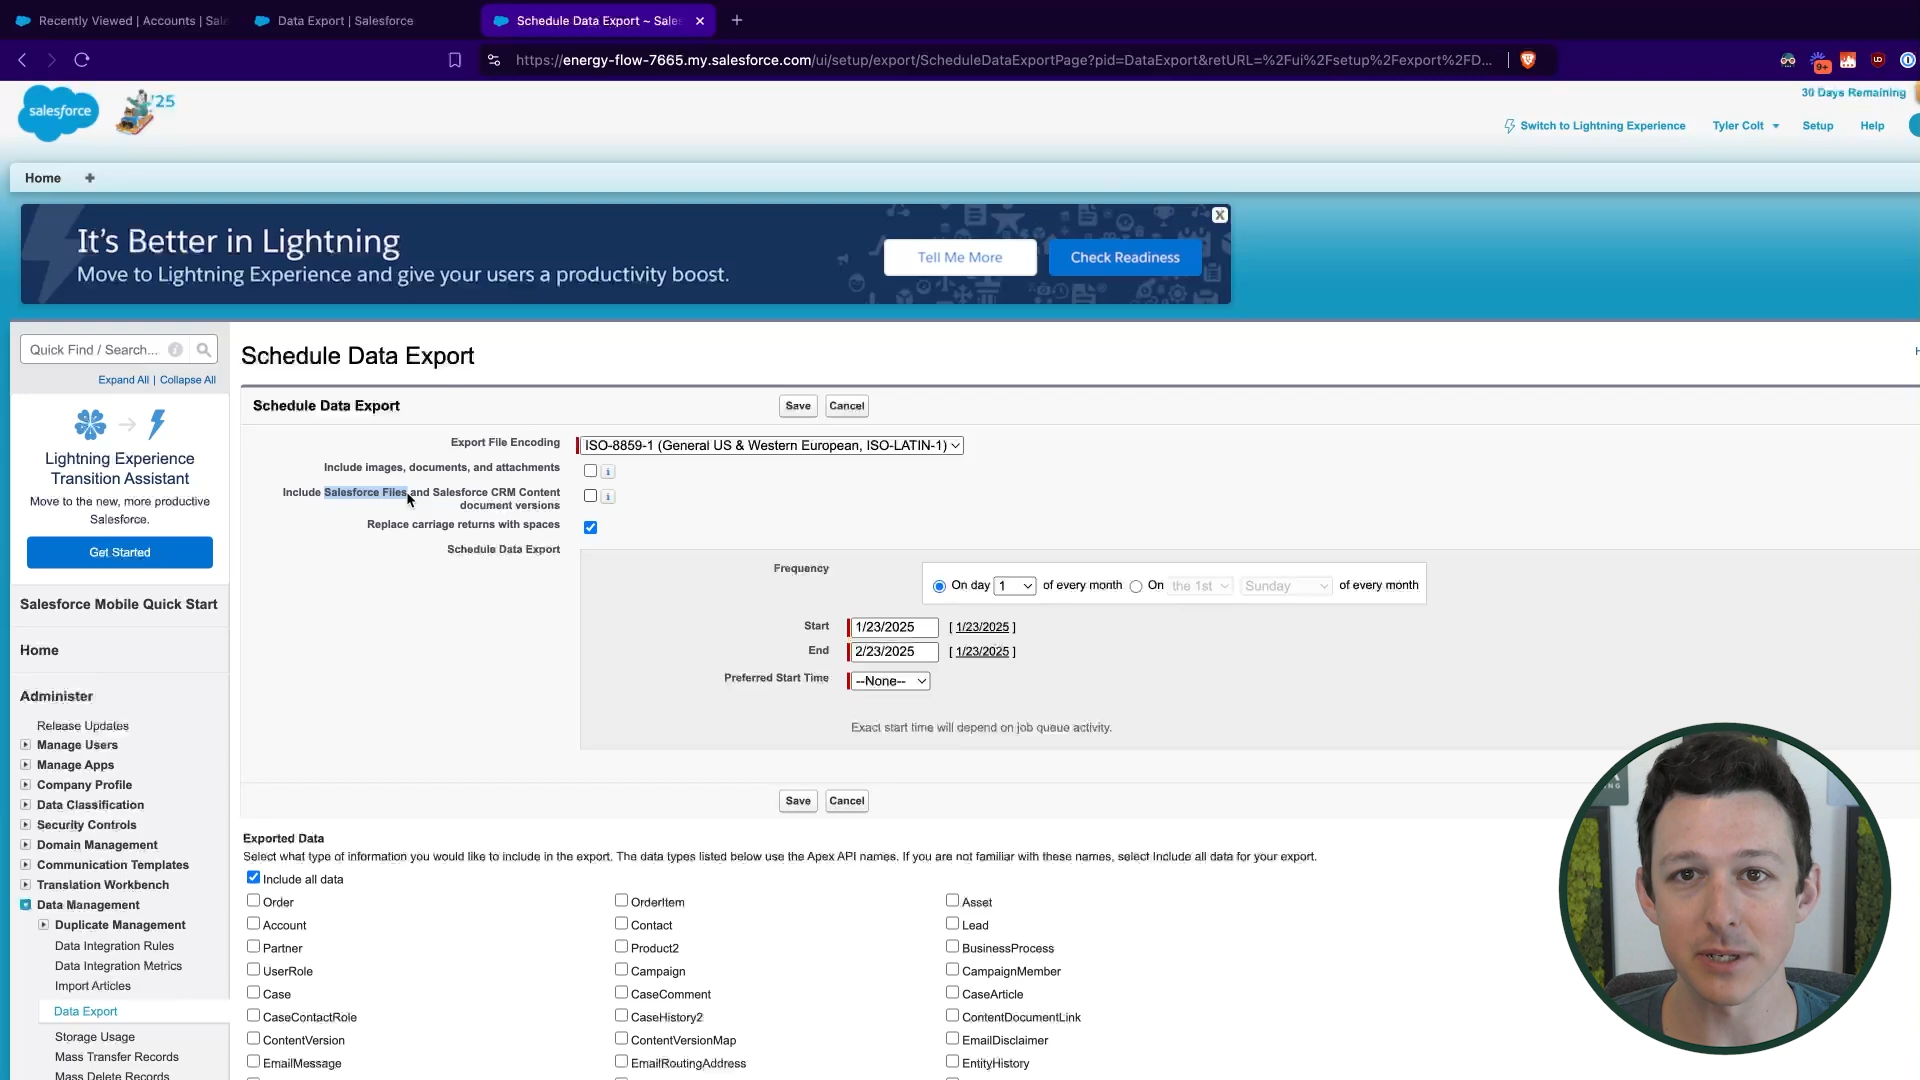 Recently Viewed | Accounts | Sale
Data Export | Salesforce
Schedule Data Export ~ Sales
https://energy-flow-7665.my.salesforce.com/ui/setup/export/ScheduleDataExportPage?pid=DataExport&retURL=%2Fui%2Fsetup%2Fexport%2FD...
9+
salesforce
'25
30 Days Remaining
Switch to Lightning Experience
Tyler Colt
Setup
Help
Home
It's Better in Lightning
Move to Lightning Experience and give your users a productivity boost.
Tell Me More
Check Readiness
X
Quick Find / Search...
Expand All | Collapse All
Lightning Experience
Transition Assistant
Move to the new, more productive
Salesforce.
Get Started
Salesforce Mobile Quick Start
Home
Administer
Release Updates
Manage Users
Manage Apps
Company Profile
Data Classification
Security Controls
Domain Management
Communication Templates
Translation Workbench
Data Management
Duplicate Management
Data Integration Rules
Data Integration Metrics
Import Articles
Data Export
Storage Usage
Mass Transfer Records
Mass Delete Records
Schedule Data Export
Schedule Data Export
Save
Cancel
Export File Encoding
ISO-8859-1 (General US & Western European, ISO-LATIN-1)
Include images, documents, and attachments
Include Salesforce Files and Salesforce CRM Content
document versions
Replace carriage returns with spaces
Schedule Data Export
Frequency
On day 1 of every month
On the 1st Sunday of every month
Start 1/23/2025 [ 1/23/2025 ]
End 2/23/2025 [ 1/23/2025 ]
Preferred Start Time --None--
Exact start time will depend on job queue activity.
Save
Cancel
Exported Data
Select what type of information you would like to include in the export. The data types listed below use the Apex API names. If you are not familiar with these names, select Include all data for your export.
Include all data
Order
OrderItem
Asset
Account
Contact
Lead
Partner
Product2
BusinessProcess
UserRole
Campaign
CampaignMember
Case
CaseComment
CaseArticle
CaseContactRole
CaseHistory2
ContentDocumentLink
ContentVersion
ContentVersionMap
EmailDisclaimer
EmailMessage
EmailRoutingAddress
EntityHistory